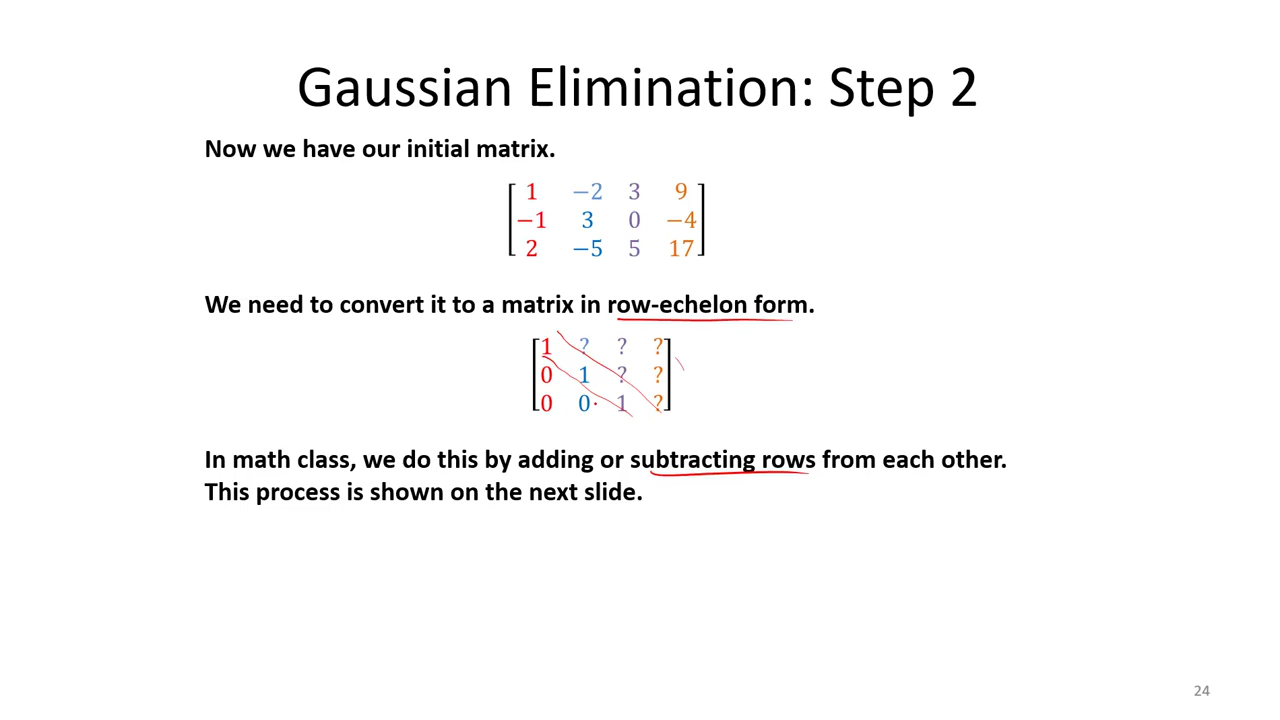 Gaussian Elimination: Step 2
Now we have our initial matrix.
1 −2 3 9
−1 3 0 −4
2 −5 5 17
We need to convert it to a matrix in row-echelon form.
1 ? ? ?
0 1 ? ?
0 0 1 ?
In math class, we do this by adding or subtracting rows from each other.
This process is shown on the next slide.
24